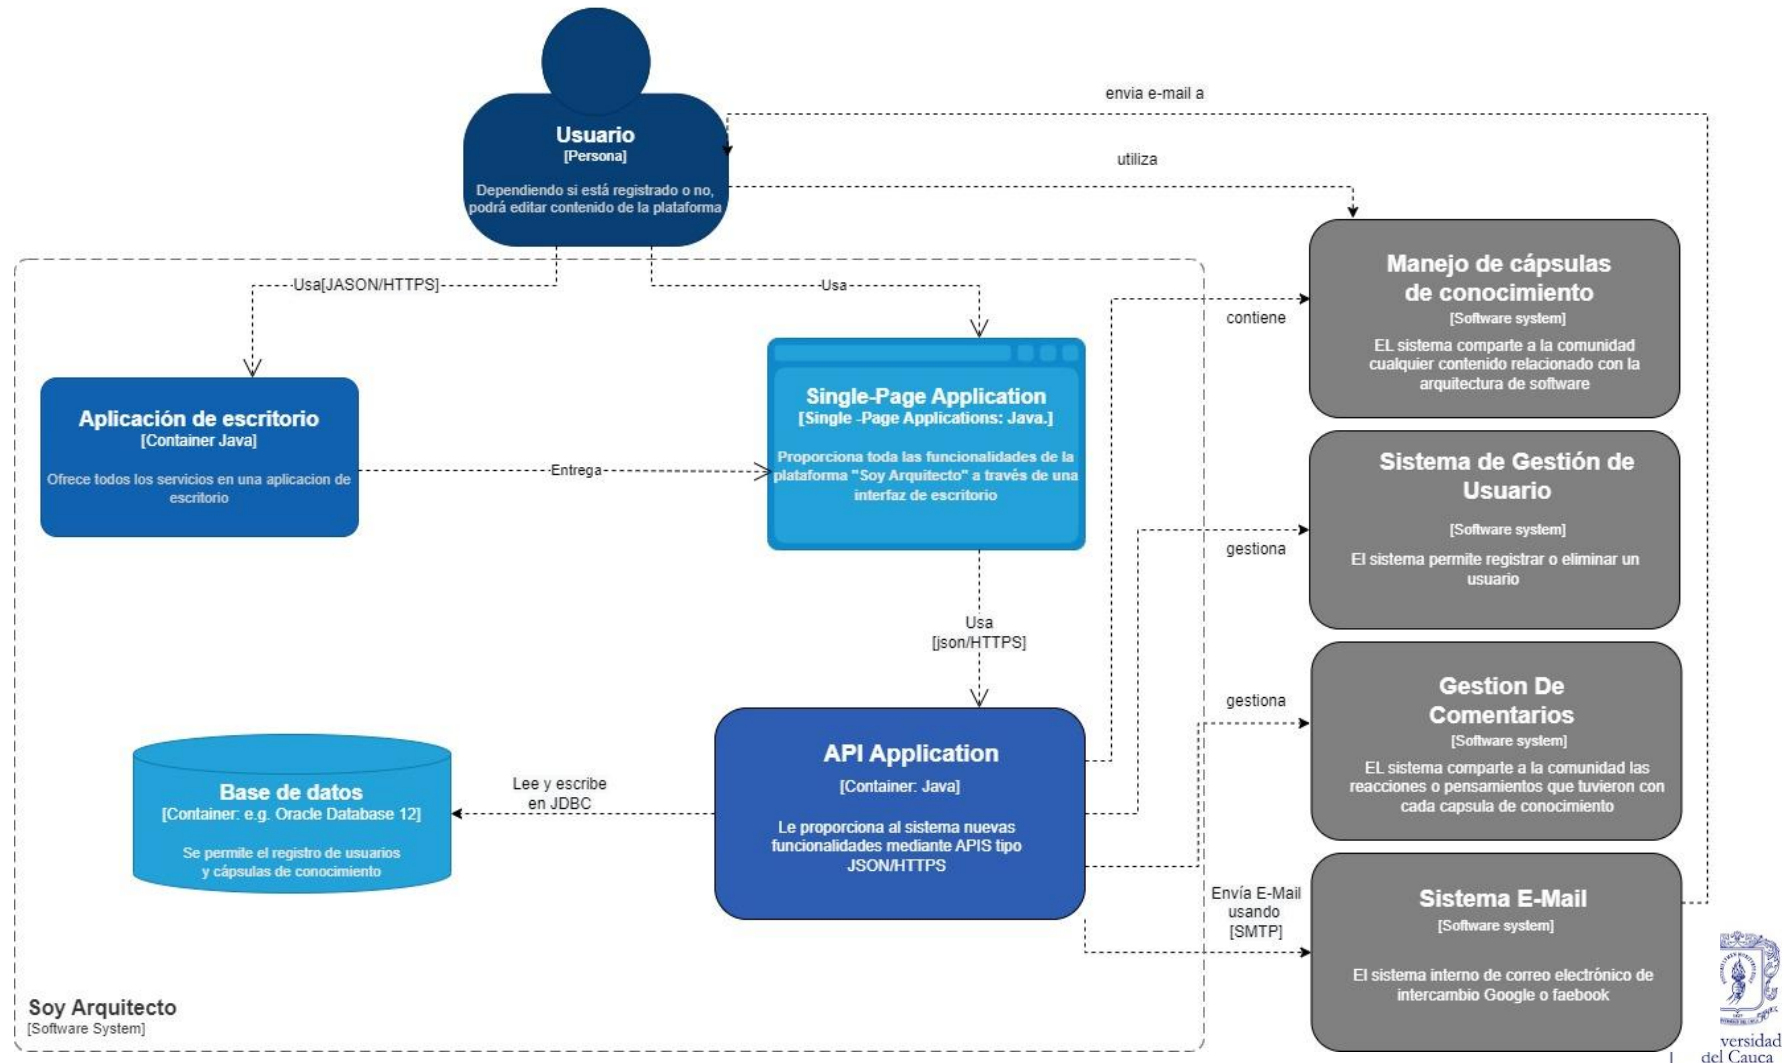 envia e-mail a
Usuario
[Persona]
Dependiendo si está registrado o no,
podrá editar contenido de la plataforma
utiliza
Usa[JASON/HTTPS]
Usa
Manejo de cápsulas
de conocimiento
[Software system]
EL sistema comparte a la comunidad
cualquier contenido relacionado con la
arquitectura de software
contiene
Aplicación de escritorio
[Container Java]
Ofrece todos los servicios en una aplicacion de
escritorio
Entrega
Single-Page Application
[Single -Page Applications: Java.]
Proporciona toda las funcionalidades de la
plataforma "Soy Arquitecto" a través de una
interfaz de escritorio
Sistema de Gestión de
Usuario
[Software system]
El sistema permite registrar o eliminar un
usuario
gestiona
Usa
[json/HTTPS]
gestiona
Gestion De
Comentarios
[Software system]
EL sistema comparte a la comunidad las
reacciones o pensamientos que tuvieron con
cada capsula de conocimiento
Base de datos
[Container: e.g. Oracle Database 12]
Se permite el registro de usuarios
y cápsulas de conocimiento
Lee y escribe
en JDBC
API Application
[Container: Java]
Le proporciona al sistema nuevas
funcionalidades mediante APIS tipo
JSON/HTTPS
Envía E-Mail
usando
[SMTP]
Sistema E-Mail
[Software system]
El sistema interno de correo electrónico de
intercambio Google o faebook
Soy Arquitecto
[Software System]
versidad
del Cauca